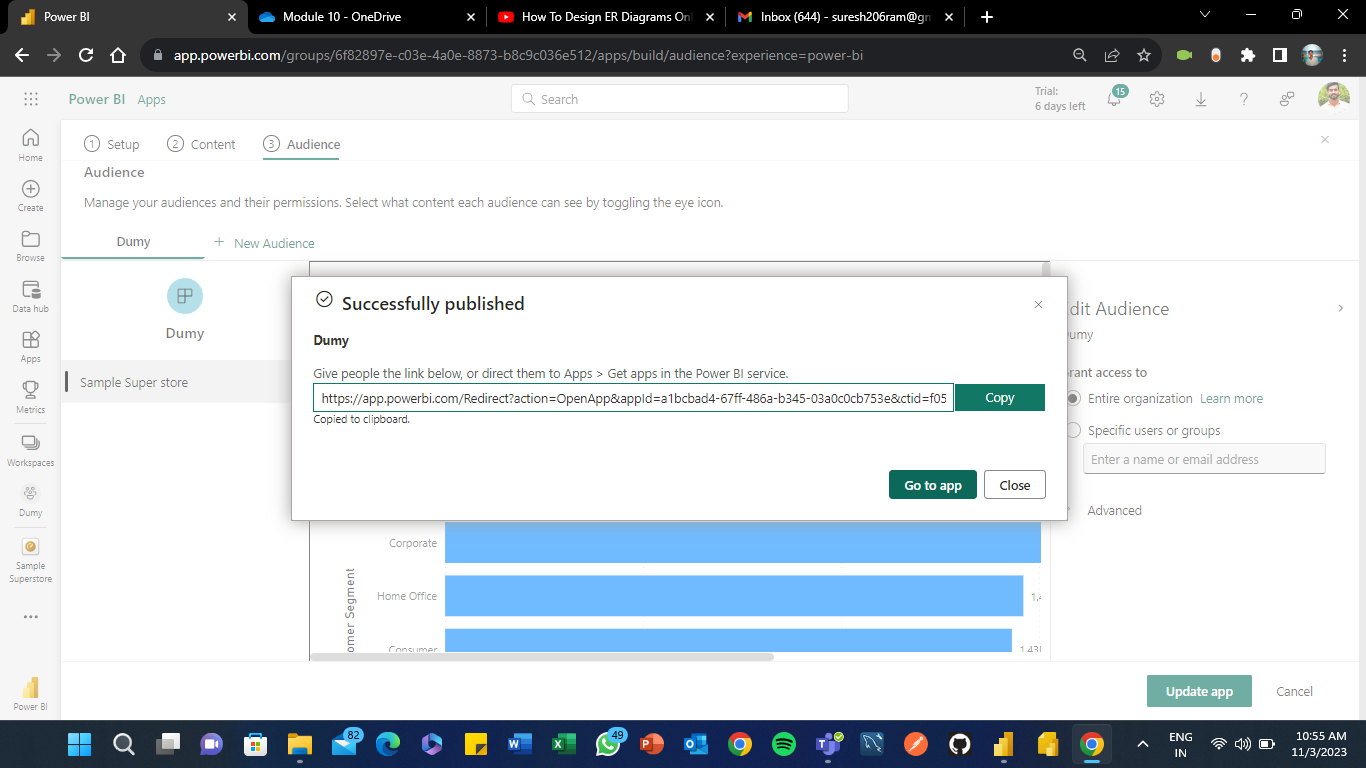 Power BI
Module 10 - OneDrive
How To Design ER Diagrams Onl
Inbox (644) - suresh206ram@gm
app.powerbi.com/groups/6f82897e-c03e-4a0e-8873-b8c9c036e512/apps/build/audience?experience=power-bi
Power BI Apps
Search
Trial:
6 days left
15
Home
Create
Browse
Data hub
Apps
Metrics
Workspaces
Dumy
Sample
Superstore
Power BI
1 Setup
2 Content
3 Audience
Audience
Manage your audiences and their permissions. Select what content each audience can see by toggling the eye icon.
Dumy
+ New Audience
Dumy
Sample Super store
Successfully published
Dumy
Give people the link below, or direct them to Apps > Get apps in the Power BI service.
https://app.powerbi.com/Redirect?action=OpenApp&appId=a1bcbad4-67ff-486a-b345-03a0c0cb753e&ctid=f05
Copy
Copied to clipboard.
Go to app
Close
dit Audience
umy
rant access to
Entire organization Learn more
Specific users or groups
Enter a name or email address
Advanced
omer Segment
Corporate
Home Office
Consumer
Update app
Cancel
82
49
ENG
IN
10:55 AM
11/3/2023